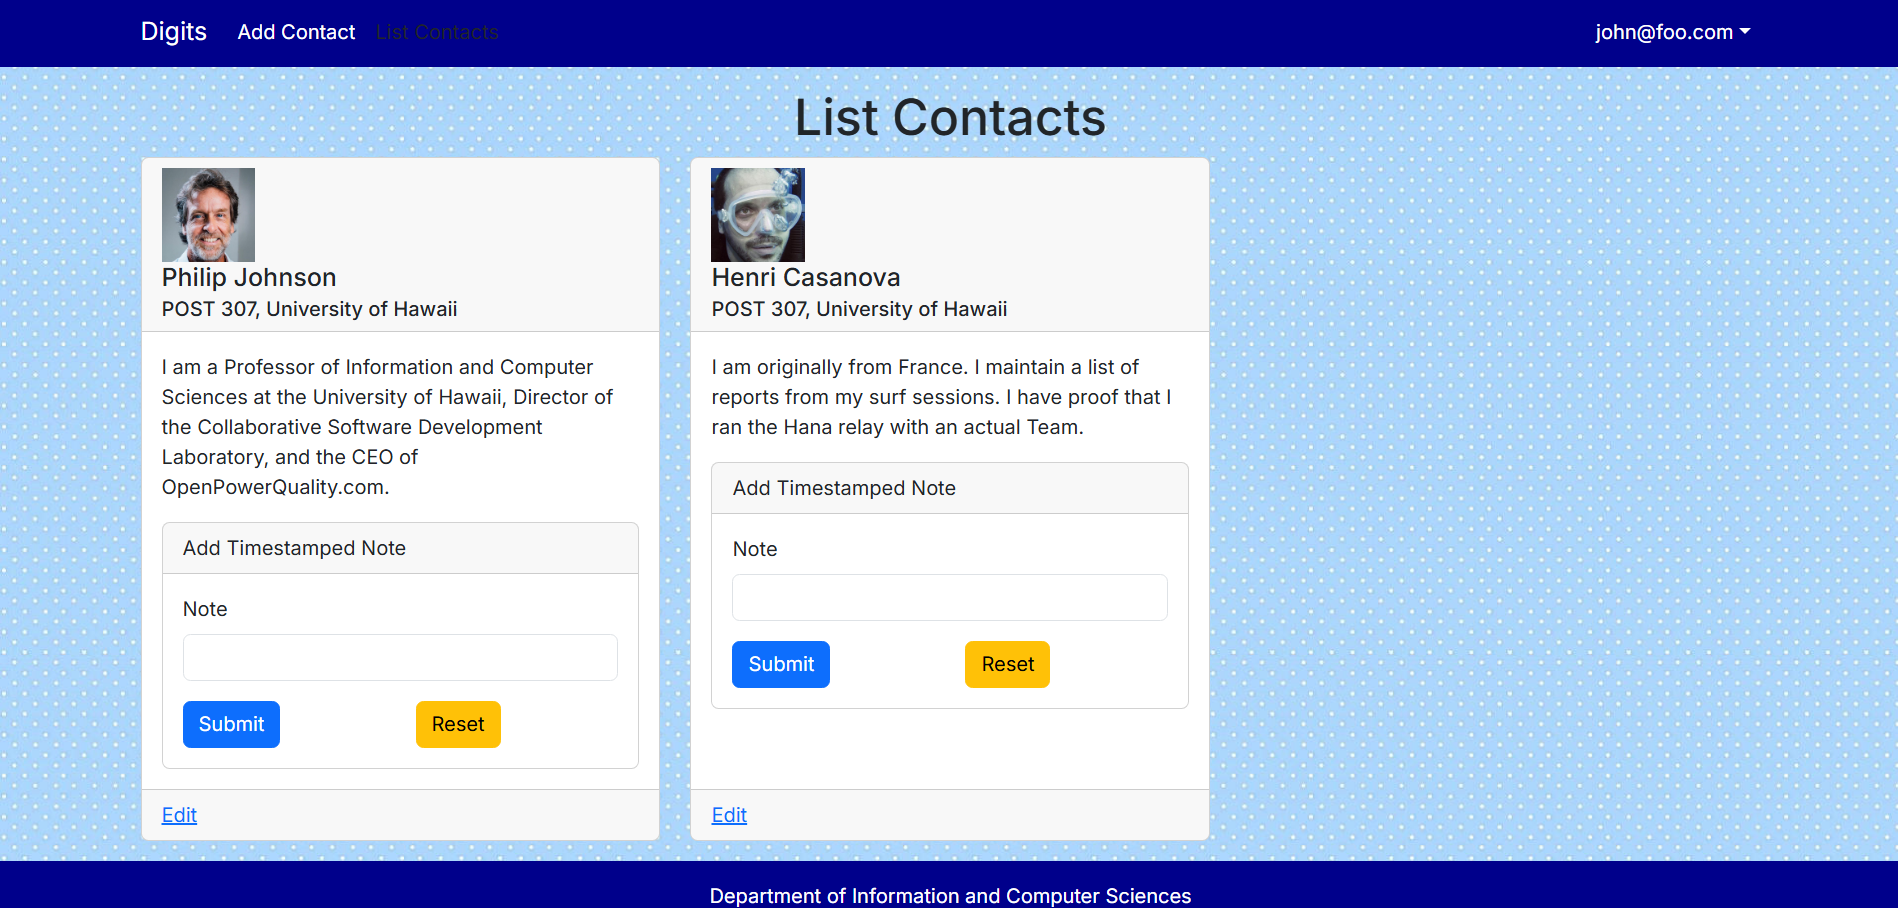 Digits Add Contact List Contacts john@foo.com
List Contacts
Philip Johnson
POST 307, University of Hawaii
I am a Professor of Information and Computer
Sciences at the University of Hawaii, Director of
the Collaborative Software Development
Laboratory, and the CEO of
OpenPowerQuality.com.
Add Timestamped Note
Note
Submit Reset
Edit
Henri Casanova
POST 307, University of Hawaii
I am originally from France. I maintain a list of
reports from my surf sessions. I have proof that I
ran the Hana relay with an actual Team.
Add Timestamped Note
Note
Submit Reset
Edit
Department of Information and Computer Sciences